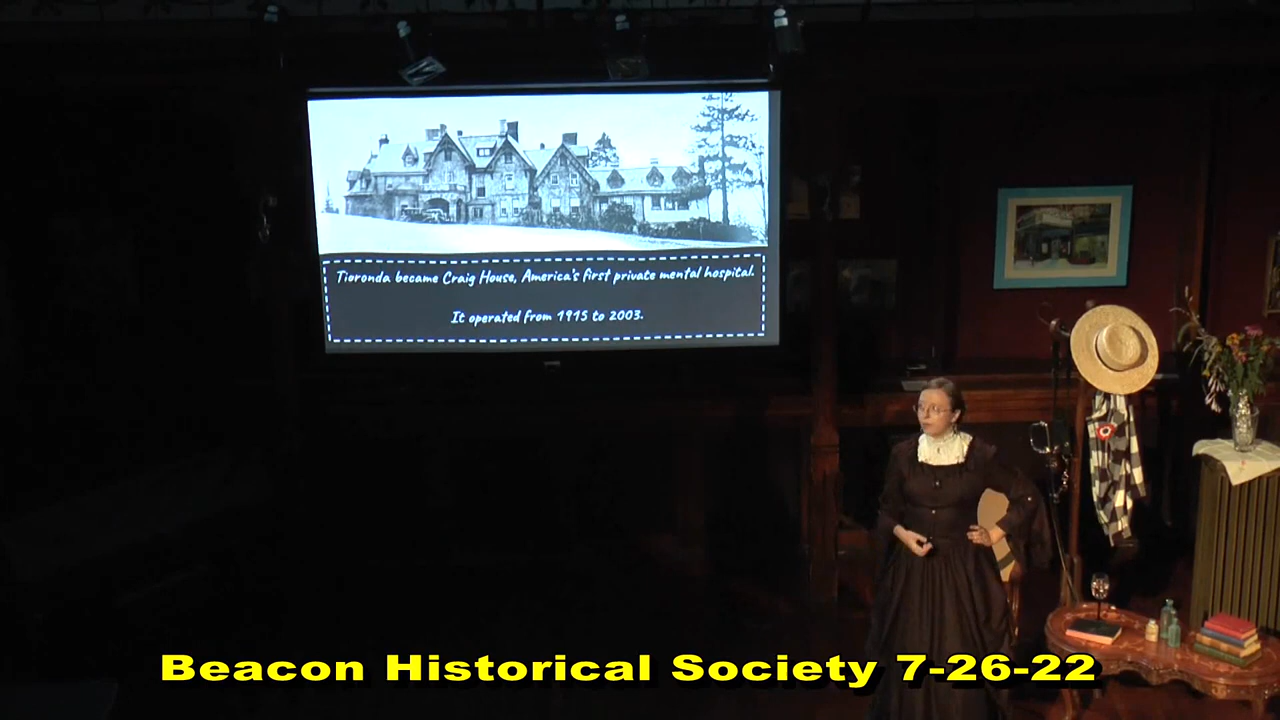 Tioronda became Craig House, America's first private mental hospital.
It operated from 1915 to 2003.
Beacon Historical Society 7-26-22